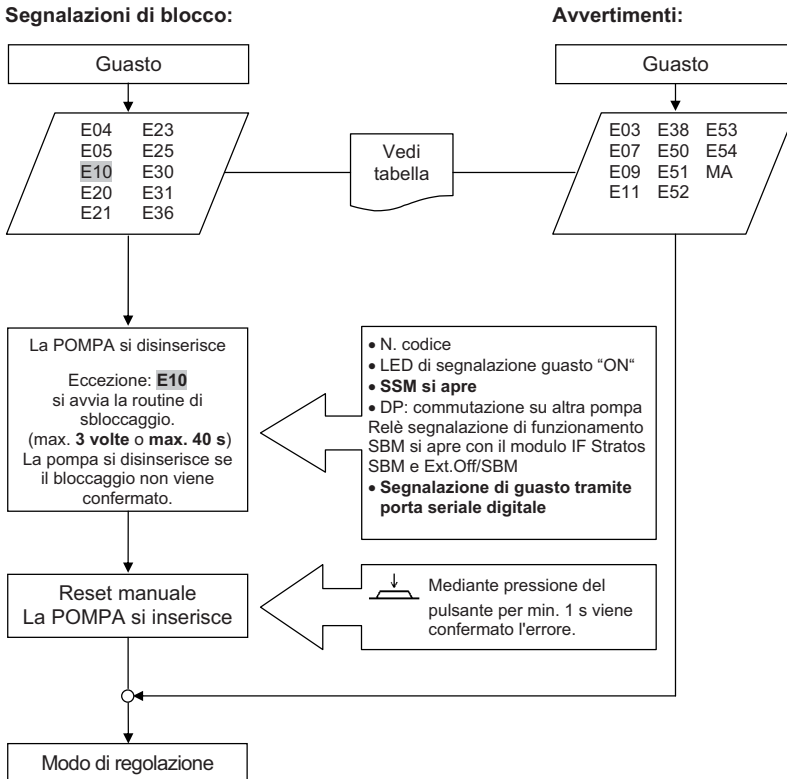 Segnalazioni di blocco:
Avvertimenti:
Guasto
Guasto
E04 E23
E05 E25
E10 E30
E20 E31
E21 E36
Vedi
tabella
E03 E38 E53
E07 E50 E54
E09 E51 MA
E11 E52
La POMPA si disinserisce
Eccezione: E10
si avvia la routine di
sbloccaggio.
(max. 3 volte o max. 40 s)
La pompa si disinserisce se
il bloccaggio non viene
confermato.
• N. codice
• LED di segnalazione guasto “ON“
• SSM si apre
• DP: commutazione su altra pompa
Relè segnalazione di funzionamento
SBM si apre con il modulo IF Stratos
SBM e Ext.Off/SBM
• Segnalazione di guasto tramite
porta seriale digitale
Reset manuale
La POMPA si inserisce
Mediante pressione del
pulsante per min. 1 s viene
confermato l'errore.
Modo di regolazione